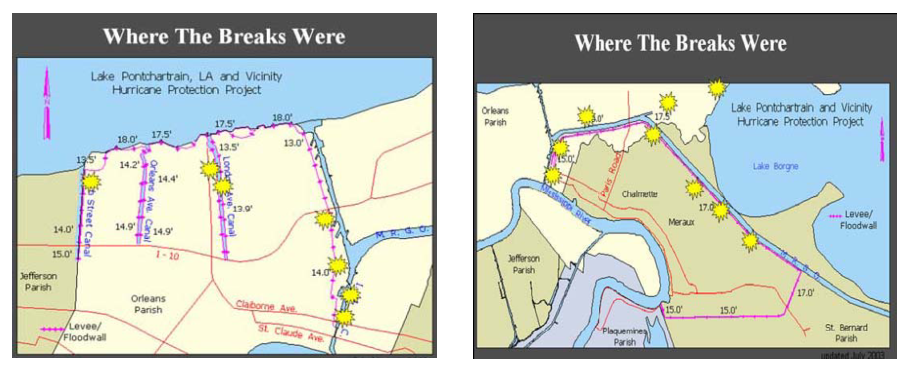 Where The Breaks Were
Lake Pontchartrain, LA and Vicinity
Hurricane Protection Project
N
18.0'
17.5'
17.5'
18.0'
13.5'
13.5'
13.0'
14.2'
14.4'
Orleans Ave. Canal
London Ave. Canal
Street Canal
13.9'
14.0'
14.9'
14.9'
M.R.G.O.
15.0'
I - 10
14.0'
Jefferson
Parish
Orleans
Parish
Claiborne Ave.
St. Claude Ave.
Levee/
Floodwall
Where The Breaks Were
Orleans
Parish
17.5'
Lake Pontchartrain and Vicinity
Hurricane Protection Project
15.0'
Paris Road
Lake Borgne
Mississippi River
Chalmette
17.0'
Meraux
Levee/
Floodwall
M.R.G.O.
Jefferson
Parish
17.0'
15.0'
15.0'
Plaquemines
Parish
St. Bernard
Parish
updated July 2003